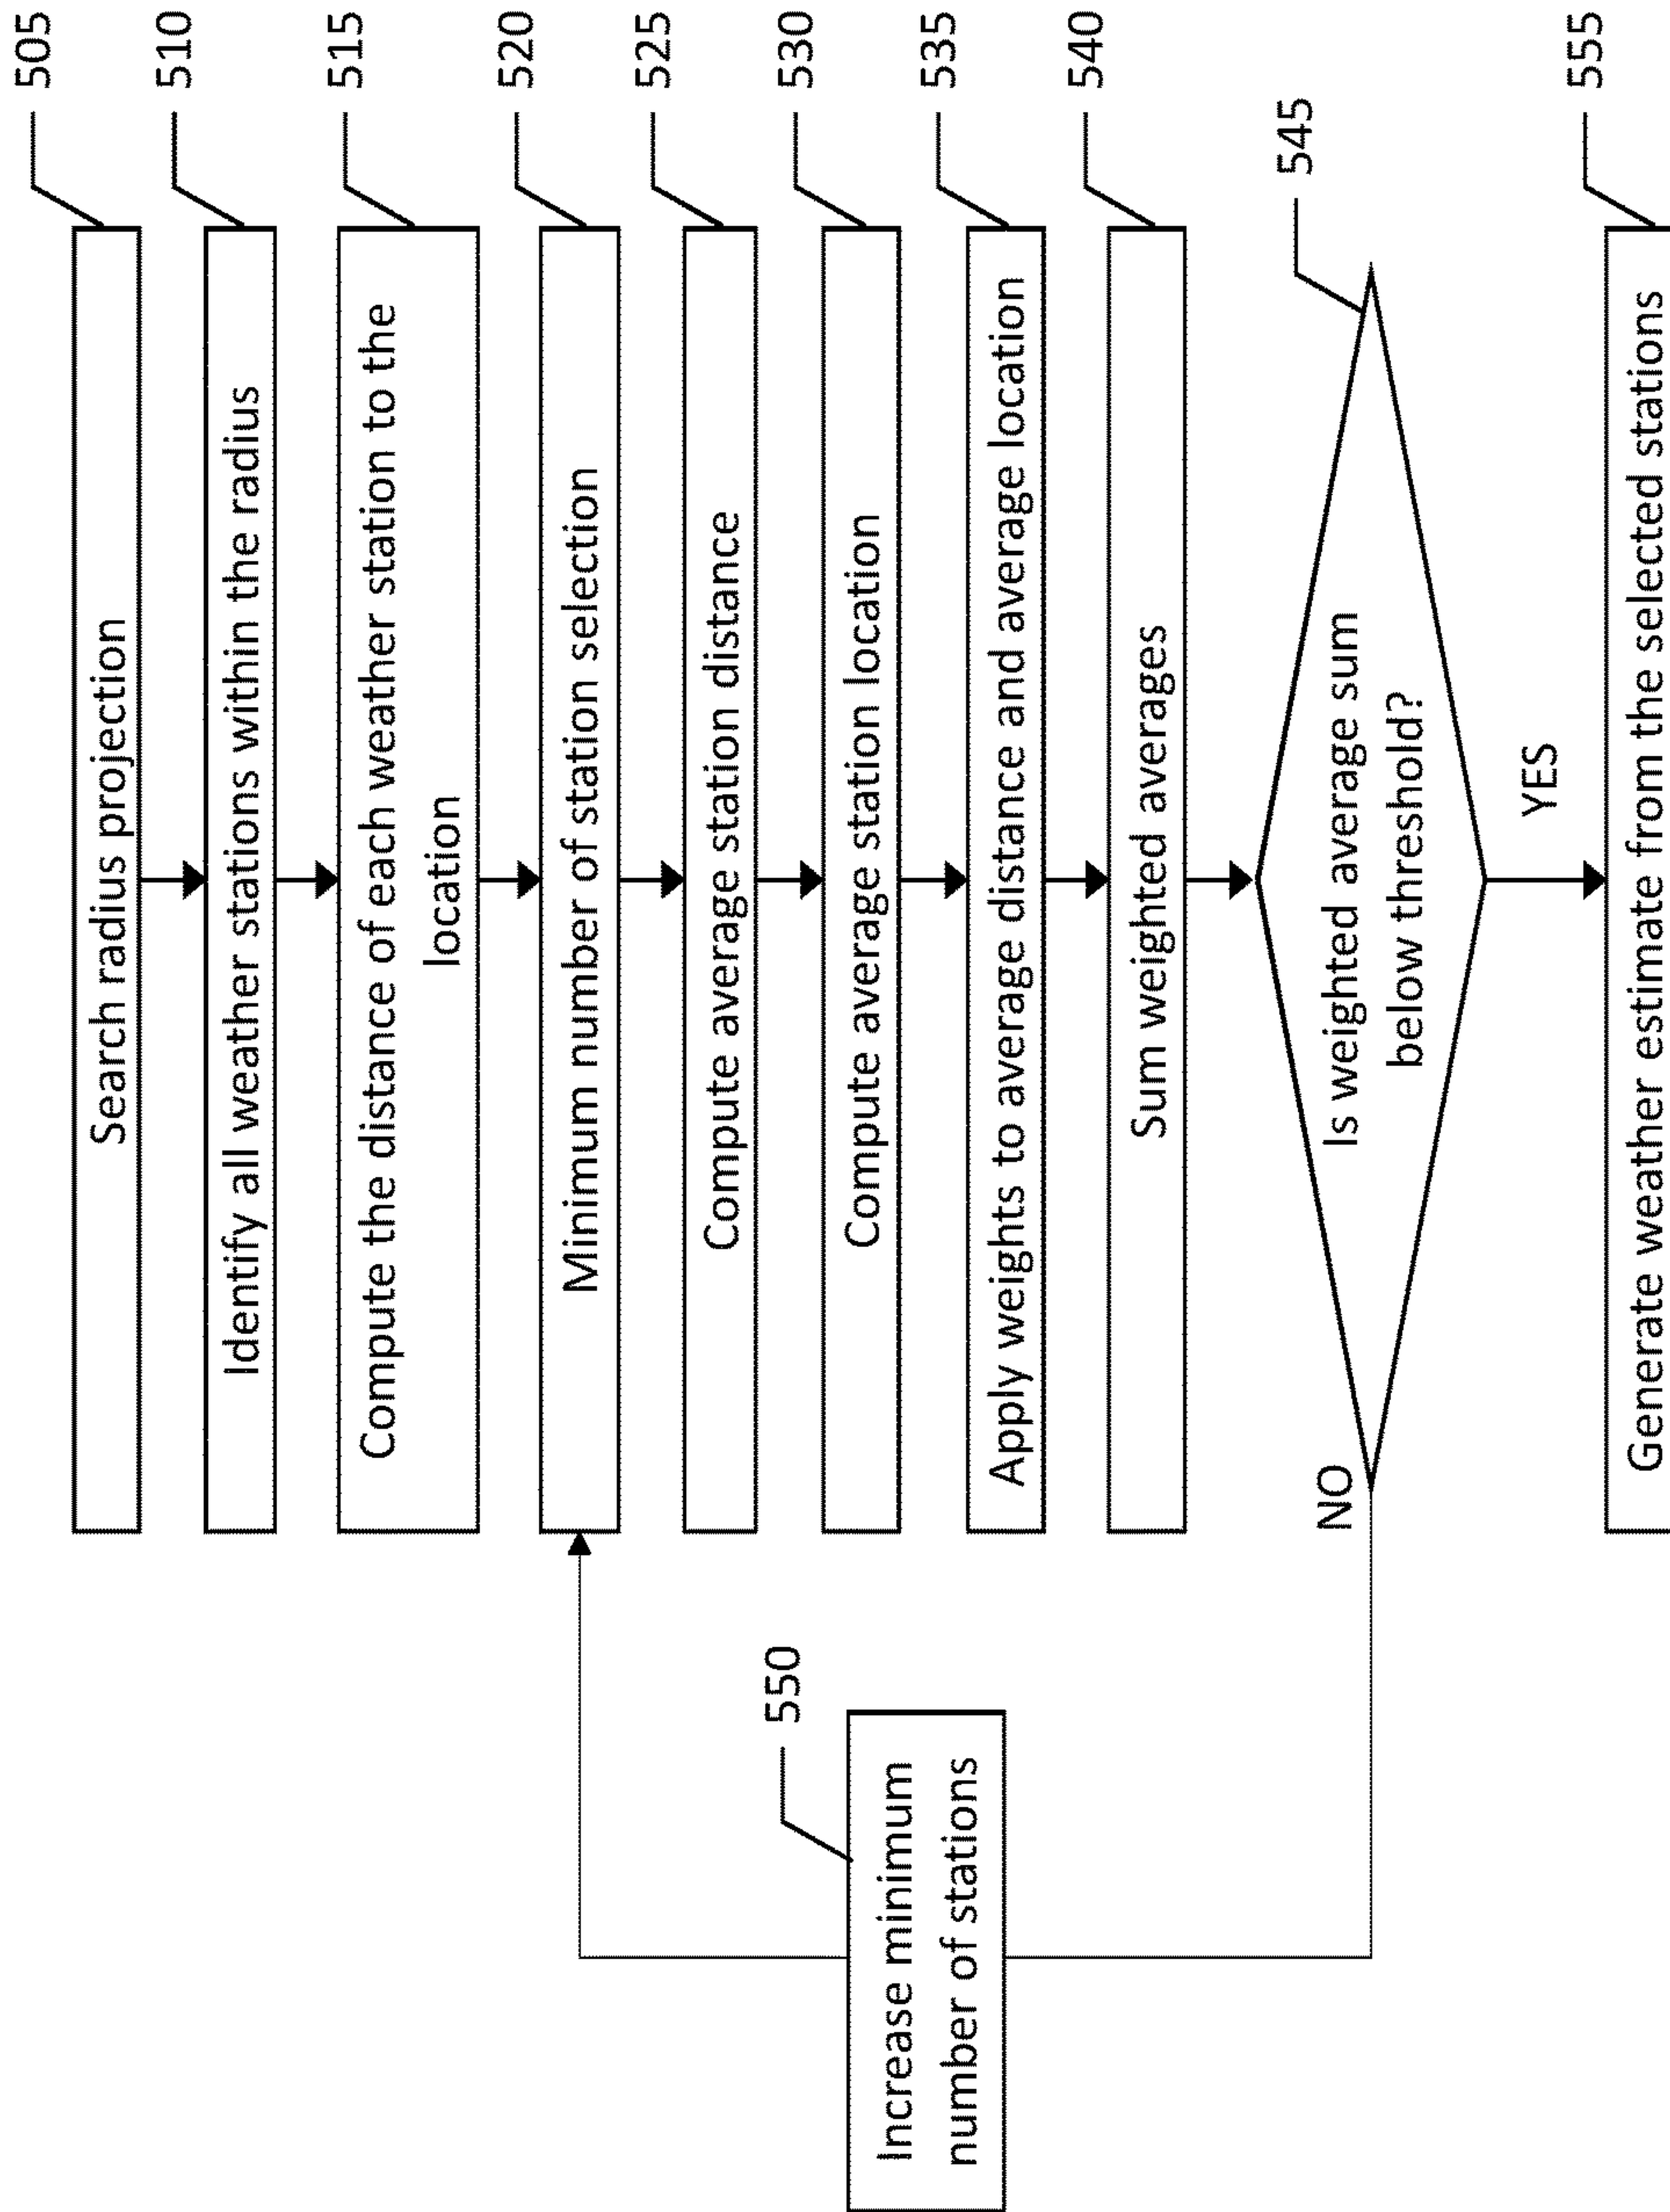 505
Search radius projection
510
Identify all weather stations within the radius
515
Compute the distance of each weather station to the
location
520
Minimum number of station selection
525
Compute average station distance
530
Compute average station location
535
Apply weights to average distance and average location
540
Sum weighted averages
545
Is weighted average sum
below threshold?
NO
YES
550
Increase minimum
number of stations
555
Generate weather estimate from the selected stations